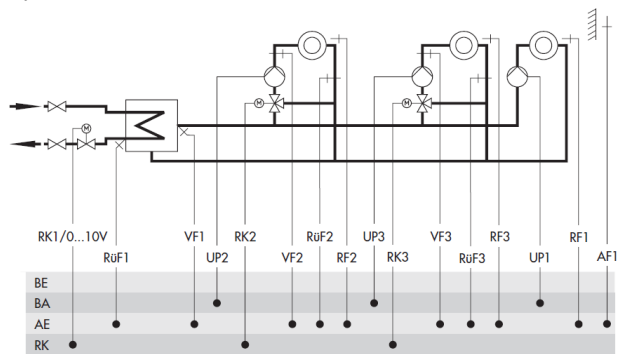 M
M
M
RK1/0...10V
VF1
RK2
RüF2
UP3
VF3
RF3
RF1
RüF1
UP2
VF2
RF2
RK3
RüF3
UP1
AF1
BE
BA
AE
RK